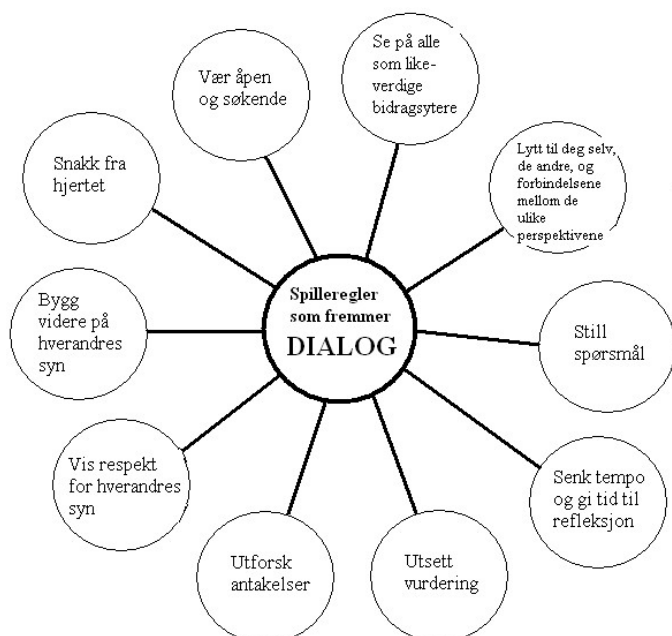 Spilleregler
som fremmer
DIALOG
Se på alle
som like-
verdige
bidragsytere
Lytt til deg selv,
de andre, og
forbindelsene
mellom de
ulike
perspektivene
Still
spørsmål
Senk tempo
og gi tid til
refleksjon
Utsett
vurdering
Utforsk
antakelser
Vis respekt
for hverandres
syn
Bygg
videre på
hverandres
syn
Snakk fra
hjertet
Vær åpen
og søkende